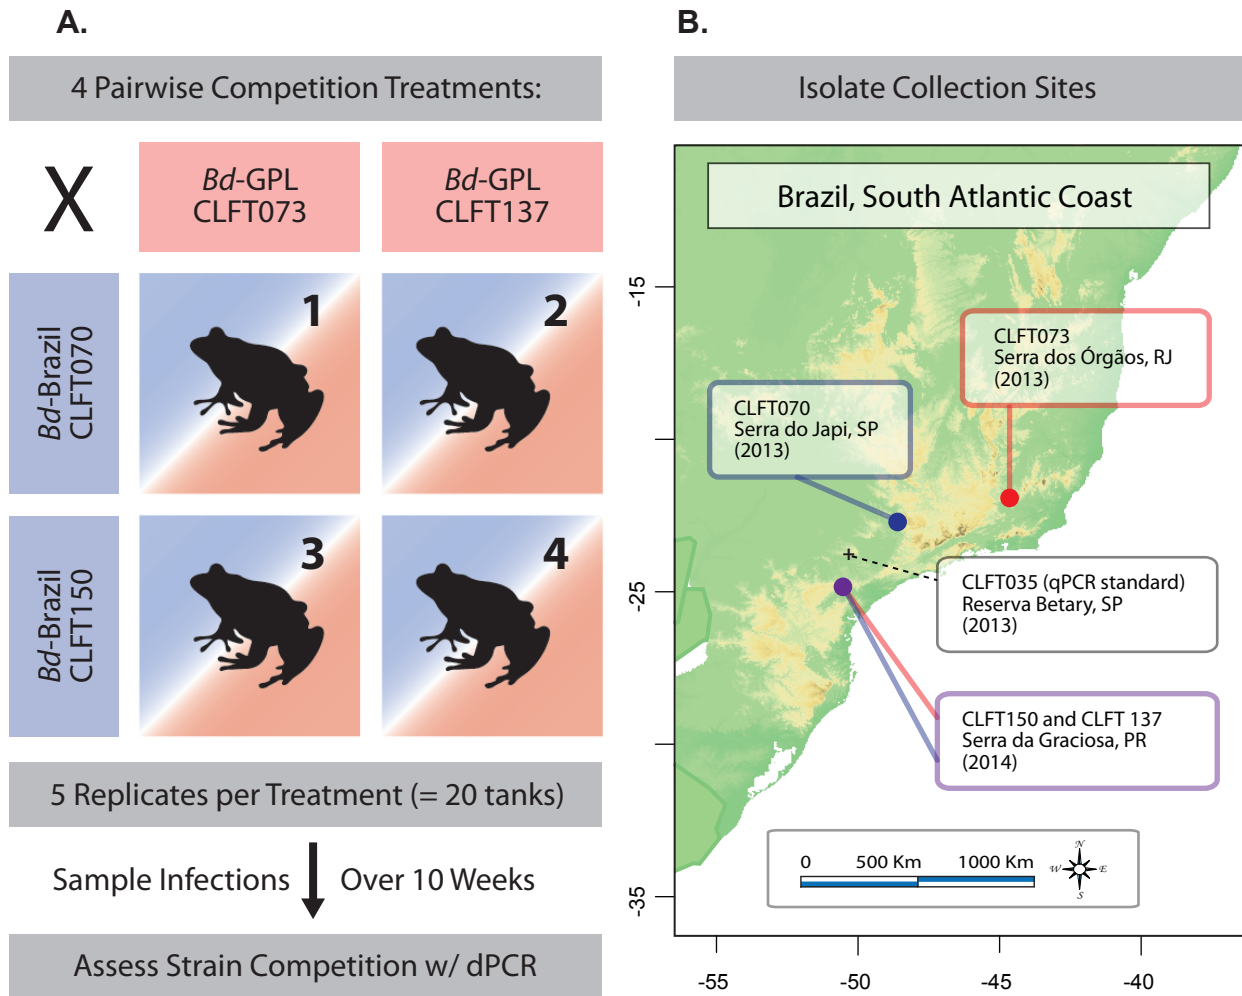 A.
4 Pairwise Competition Treatments:
X
Bd-GPL
CLFT073
Bd-GPL
CLFT137
Bd-Brazil
CLFT070
1
2
Bd-Brazil
CLFT150
3
4
5 Replicates per Treatment (= 20 tanks)
Sample Infections
Over 10 Weeks
Assess Strain Competition w/ dPCR
B.
Isolate Collection Sites
Brazil, South Atlantic Coast
CLFT073
Serra dos Órgãos, RJ
(2013)
CLFT070
Serra do Japi, SP
(2013)
CLFT035 (qPCR standard)
Reserva Betary, SP
(2013)
CLFT150 and CLFT 137
Serra da Graciosa, PR
(2014)
0 500 Km 1000 Km
N
W E
S
-15
-25
-35
-55 -50 -45 -40